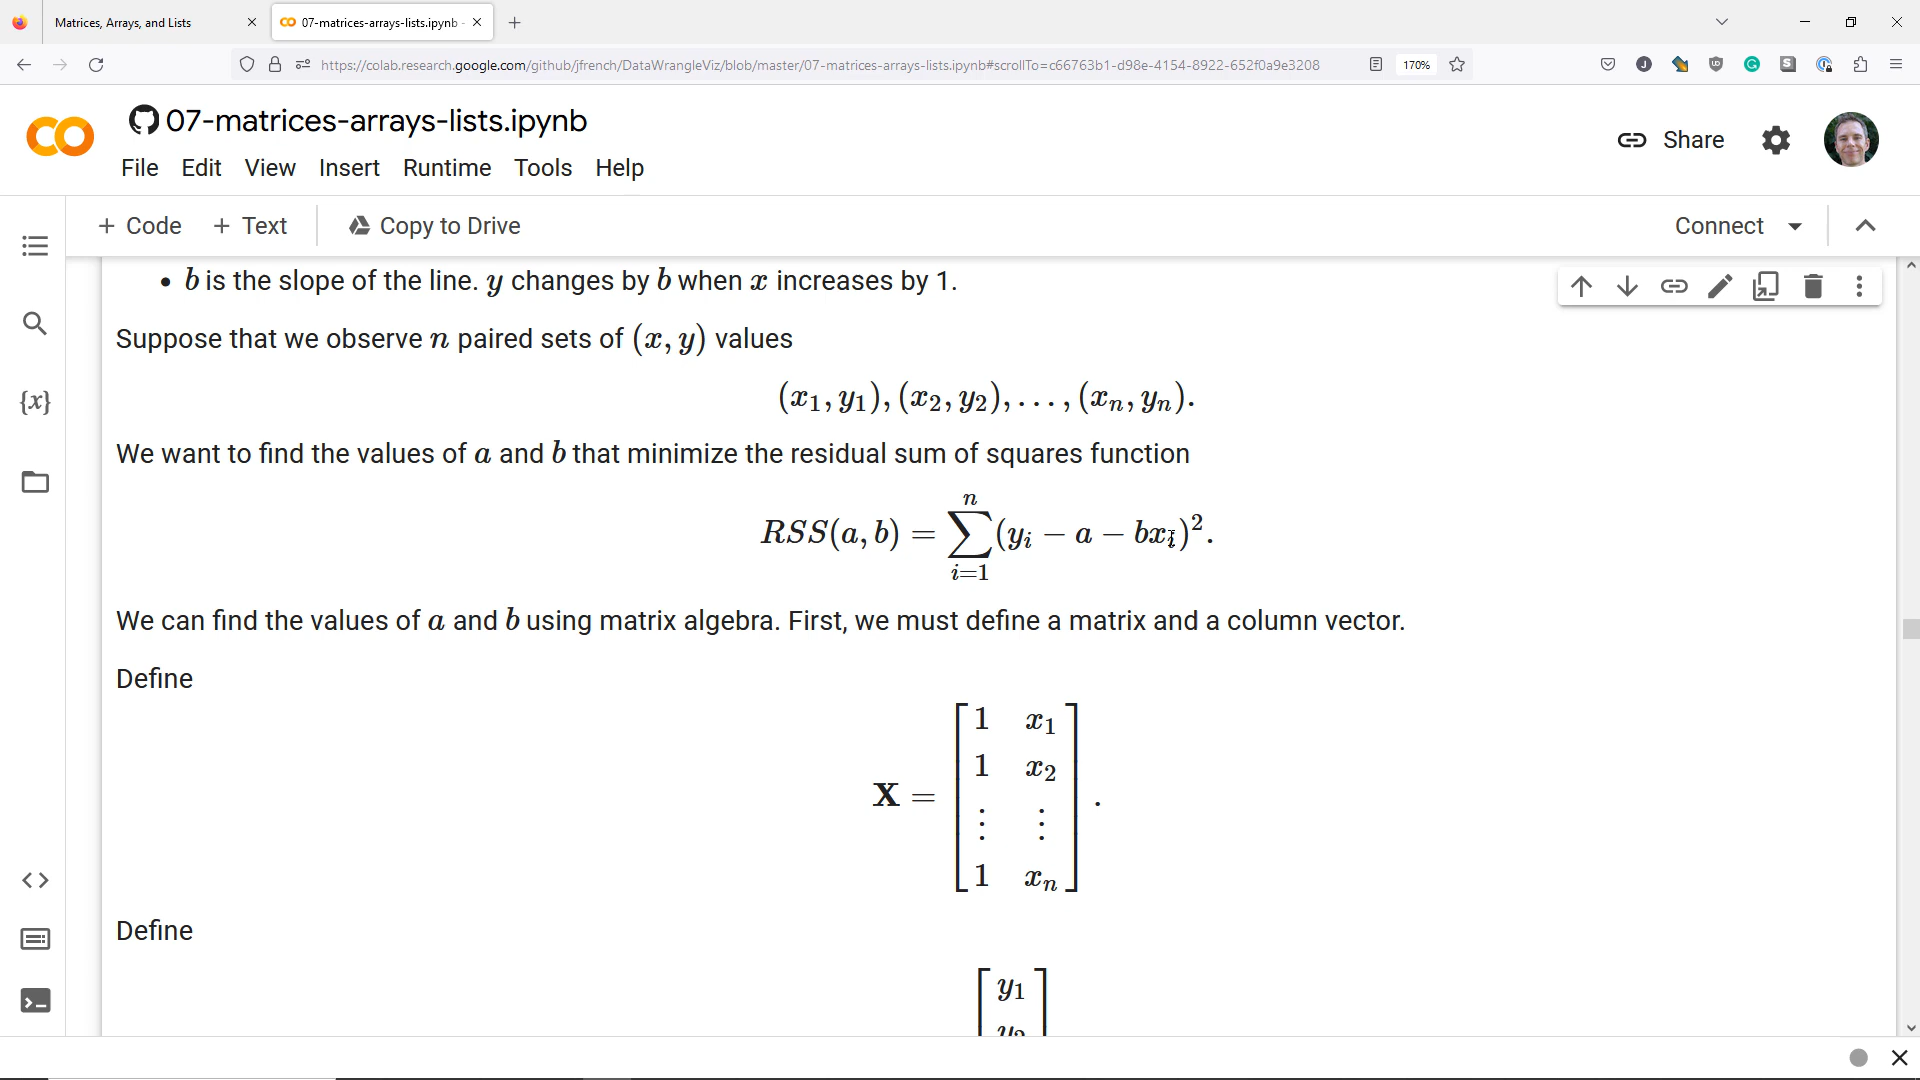 Matrices, Arrays, and Lists
07-matrices-arrays-lists.ipynb -
https://colab.research.google.com/github/jfrench/DataWrangleViz/blob/master/07-matrices-arrays-lists.ipynb#scrollTo=c66763b1-d98e-4154-8922-652f0a9e3208
170%
07-matrices-arrays-lists.ipynb
File Edit View Insert Runtime Tools Help
Share
+ Code + Text Copy to Drive
Connect
• b is the slope of the line. y changes by b when x increases by 1.
Suppose that we observe n paired sets of (x, y) values
(x₁, y₁), (x₂, y₂), . . . , (xₙ, yₙ).
We want to find the values of a and b that minimize the residual sum of squares function
RSS(a, b) = ∑ᵢ₌₁ⁿ (yᵢ − a − bxᵢ)².
We can find the values of a and b using matrix algebra. First, we must define a matrix and a column vector.
Define
1 x₁
1 x₂
X =
⋮ ⋮
.
1 xₙ
Define
y₁
y₂